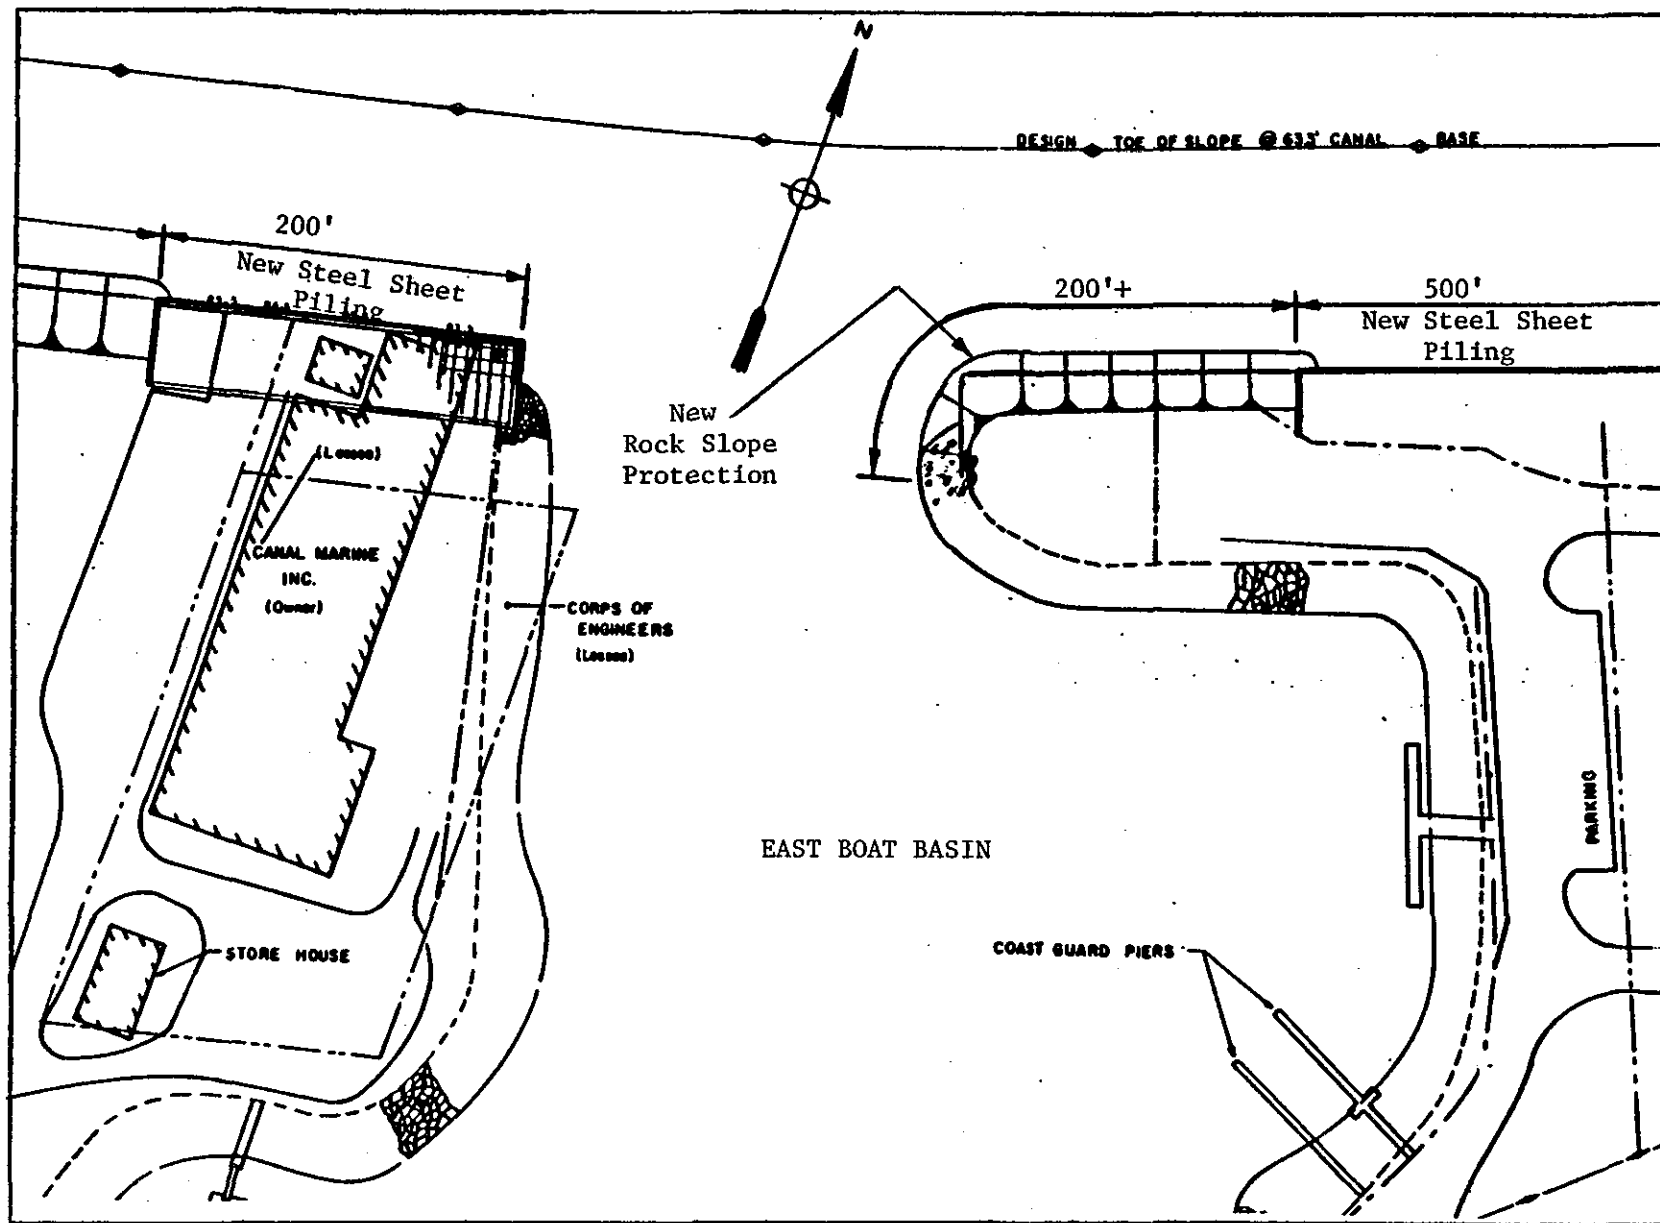 N
DESIGN TOE OF SLOPE @ 633' CANAL BASE
200'
New Steel Sheet
Piling
200'+
500'
New Steel Sheet
Piling
New
Rock Slope
Protection
(Lessee)
CANAL MARINE
INC.
(Owner)
CORPS OF
ENGINEERS
(Lessee)
EAST BOAT BASIN
PARKING
STORE HOUSE
COAST GUARD PIERS